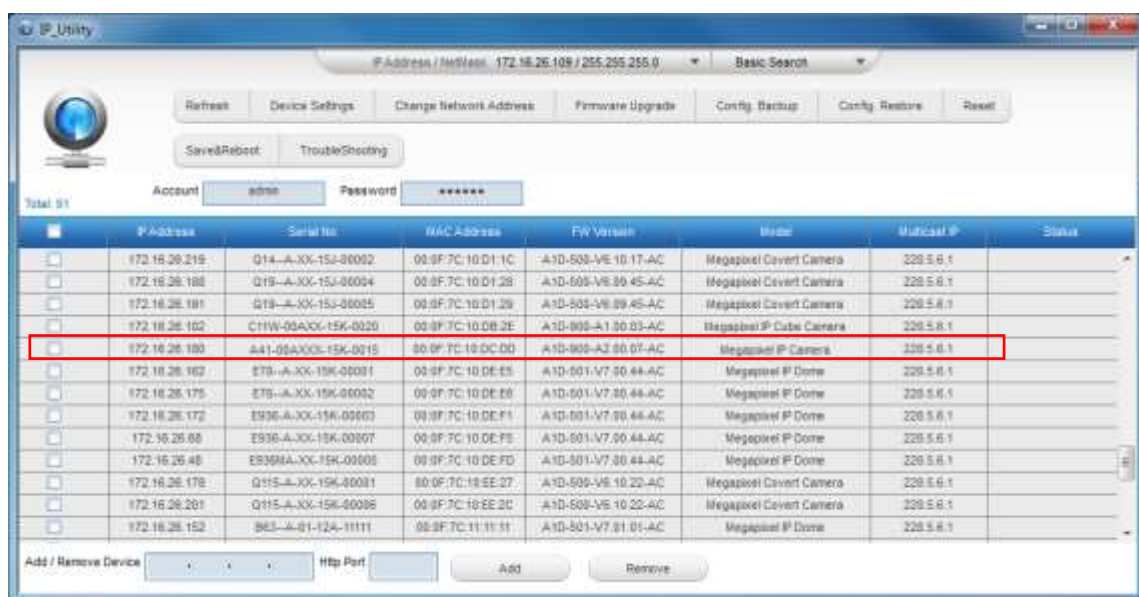 IP_Utility
IP Address / NetMask 172.16.26.109 / 255.255.255.0 Basic Search
Refresh Device Settings Change Network Address Firmware Upgrade Config. Backup Config. Restore Reset
Save&Reboot TroubleShooting
Account admin Password ******
Total: 51
IP Address Serial No. MAC Address FW Version Model Multicast IP Status
172.16.26.219 Q14--A-XX-15J-00002 00:0F:7C:10:D1:1C A1D-500-V6.10.17-AC Megapixel Covert Camera 228.5.6.1
172.16.26.188 Q19--A-XX-15J-00004 00:0F:7C:10:D1:28 A1D-500-V6.09.45-AC Megapixel Covert Camera 228.5.6.1
172.16.26.181 Q19--A-XX-15J-00005 00:0F:7C:10:D1:29 A1D-500-V6.09.45-AC Megapixel Covert Camera 228.5.6.1
172.16.26.102 C11W-00AXX-15K-0020 00:0F:7C:10:DB:2E A1D-900-A1.00.03-AC Megapixel IP Cube Camera 228.5.6.1
172.16.26.180 A41-00AXXX-15K-0015 00:0F:7C:10:DC:DD A1D-900-A2.00.07-AC Megapixel IP Camera 228.5.6.1
172.16.26.162 E78--A-XX-15K-00001 00:0F:7C:10:DE:E5 A1D-501-V7.00.44-AC Megapixel IP Dome 228.5.6.1
172.16.26.175 E78--A-XX-15K-00002 00:0F:7C:10:DE:E6 A1D-501-V7.00.44-AC Megapixel IP Dome 228.5.6.1
172.16.26.172 E936-A-XX-15K-00003 00:0F:7C:10:DE:F1 A1D-501-V7.00.44-AC Megapixel IP Dome 228.5.6.1
172.16.26.68 E936-A-XX-15K-00007 00:0F:7C:10:DE:F5 A1D-501-V7.00.44-AC Megapixel IP Dome 228.5.6.1
172.16.26.48 00:0F:7C:10:DE:FD A1D-501-V7.00.44-AC Megapixel IP Dome 228.5.6.1
172.16.26.178 Q115-A-XX-15K-00001 00:0F:7C:10:EE:27 A1D-500-V6.10.22-AC Megapixel Covert Camera 228.5.6.1
172.16.26.201 Q115-A-XX-15K-00006 00:0F:7C:10:EE:2C A1D-500-V6.10.22-AC Megapixel Covert Camera 228.5.6.1
172.16.26.152 B63--A-01-12A-11111 00:0F:7C:11:11:11 A1D-501-V7.01.01-AC Megapixel IP Dome 228.5.6.1
Add / Remove Device . . . Http Port Add Remove